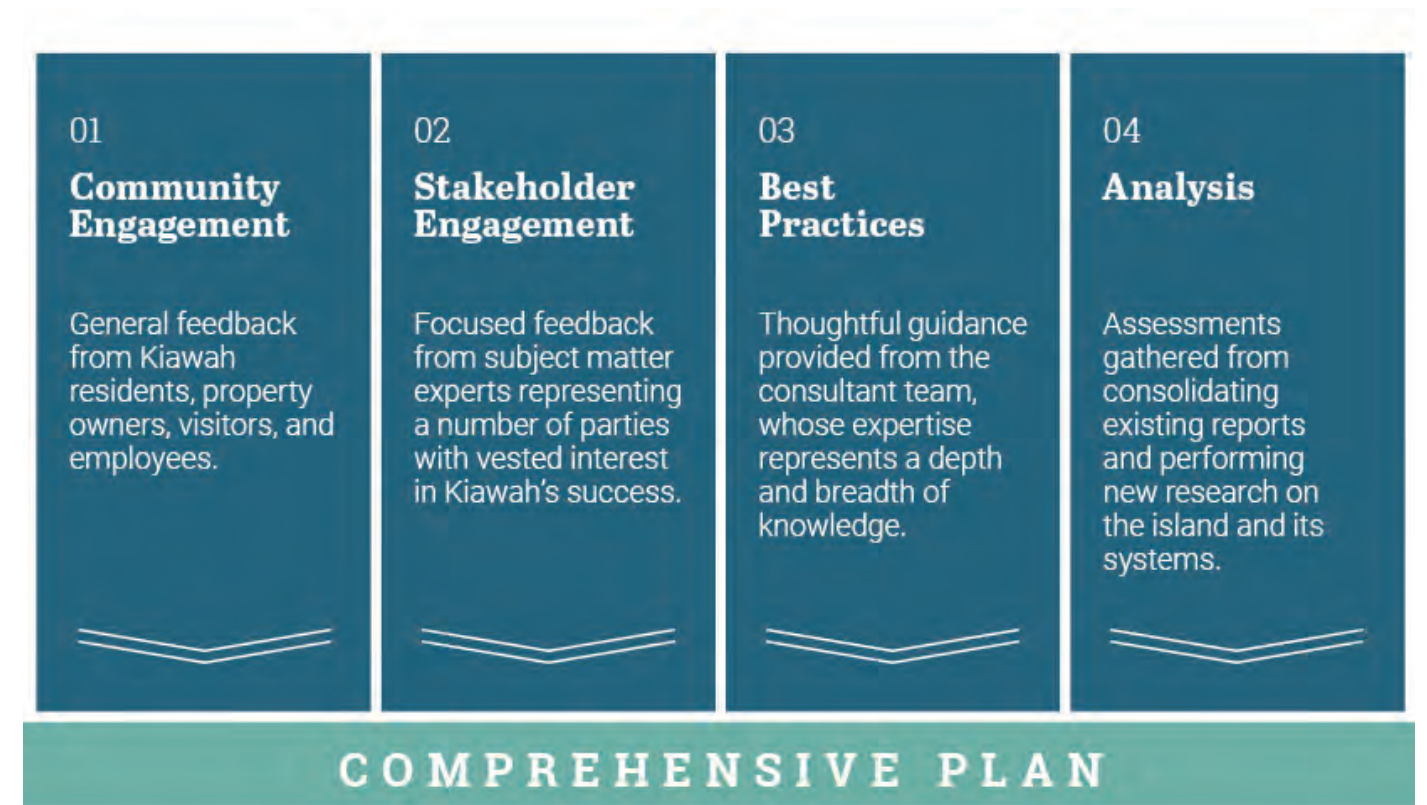 01
Community
Engagement
General feedback
from Kiawah
residents, property
owners, visitors, and
employees.
02
Stakeholder
Engagement
Focused feedback
from subject matter
experts representing
a number of parties
with vested interest
in Kiawah's success.
03
Best
Practices
Thoughtful guidance
provided from the
consultant team,
whose expertise
represents a depth
and breadth of
knowledge.
04
Analysis
Assessments
gathered from
consolidating
existing reports
and performing
new research on
the island and its
systems.
COMPREHENSIVE PLAN